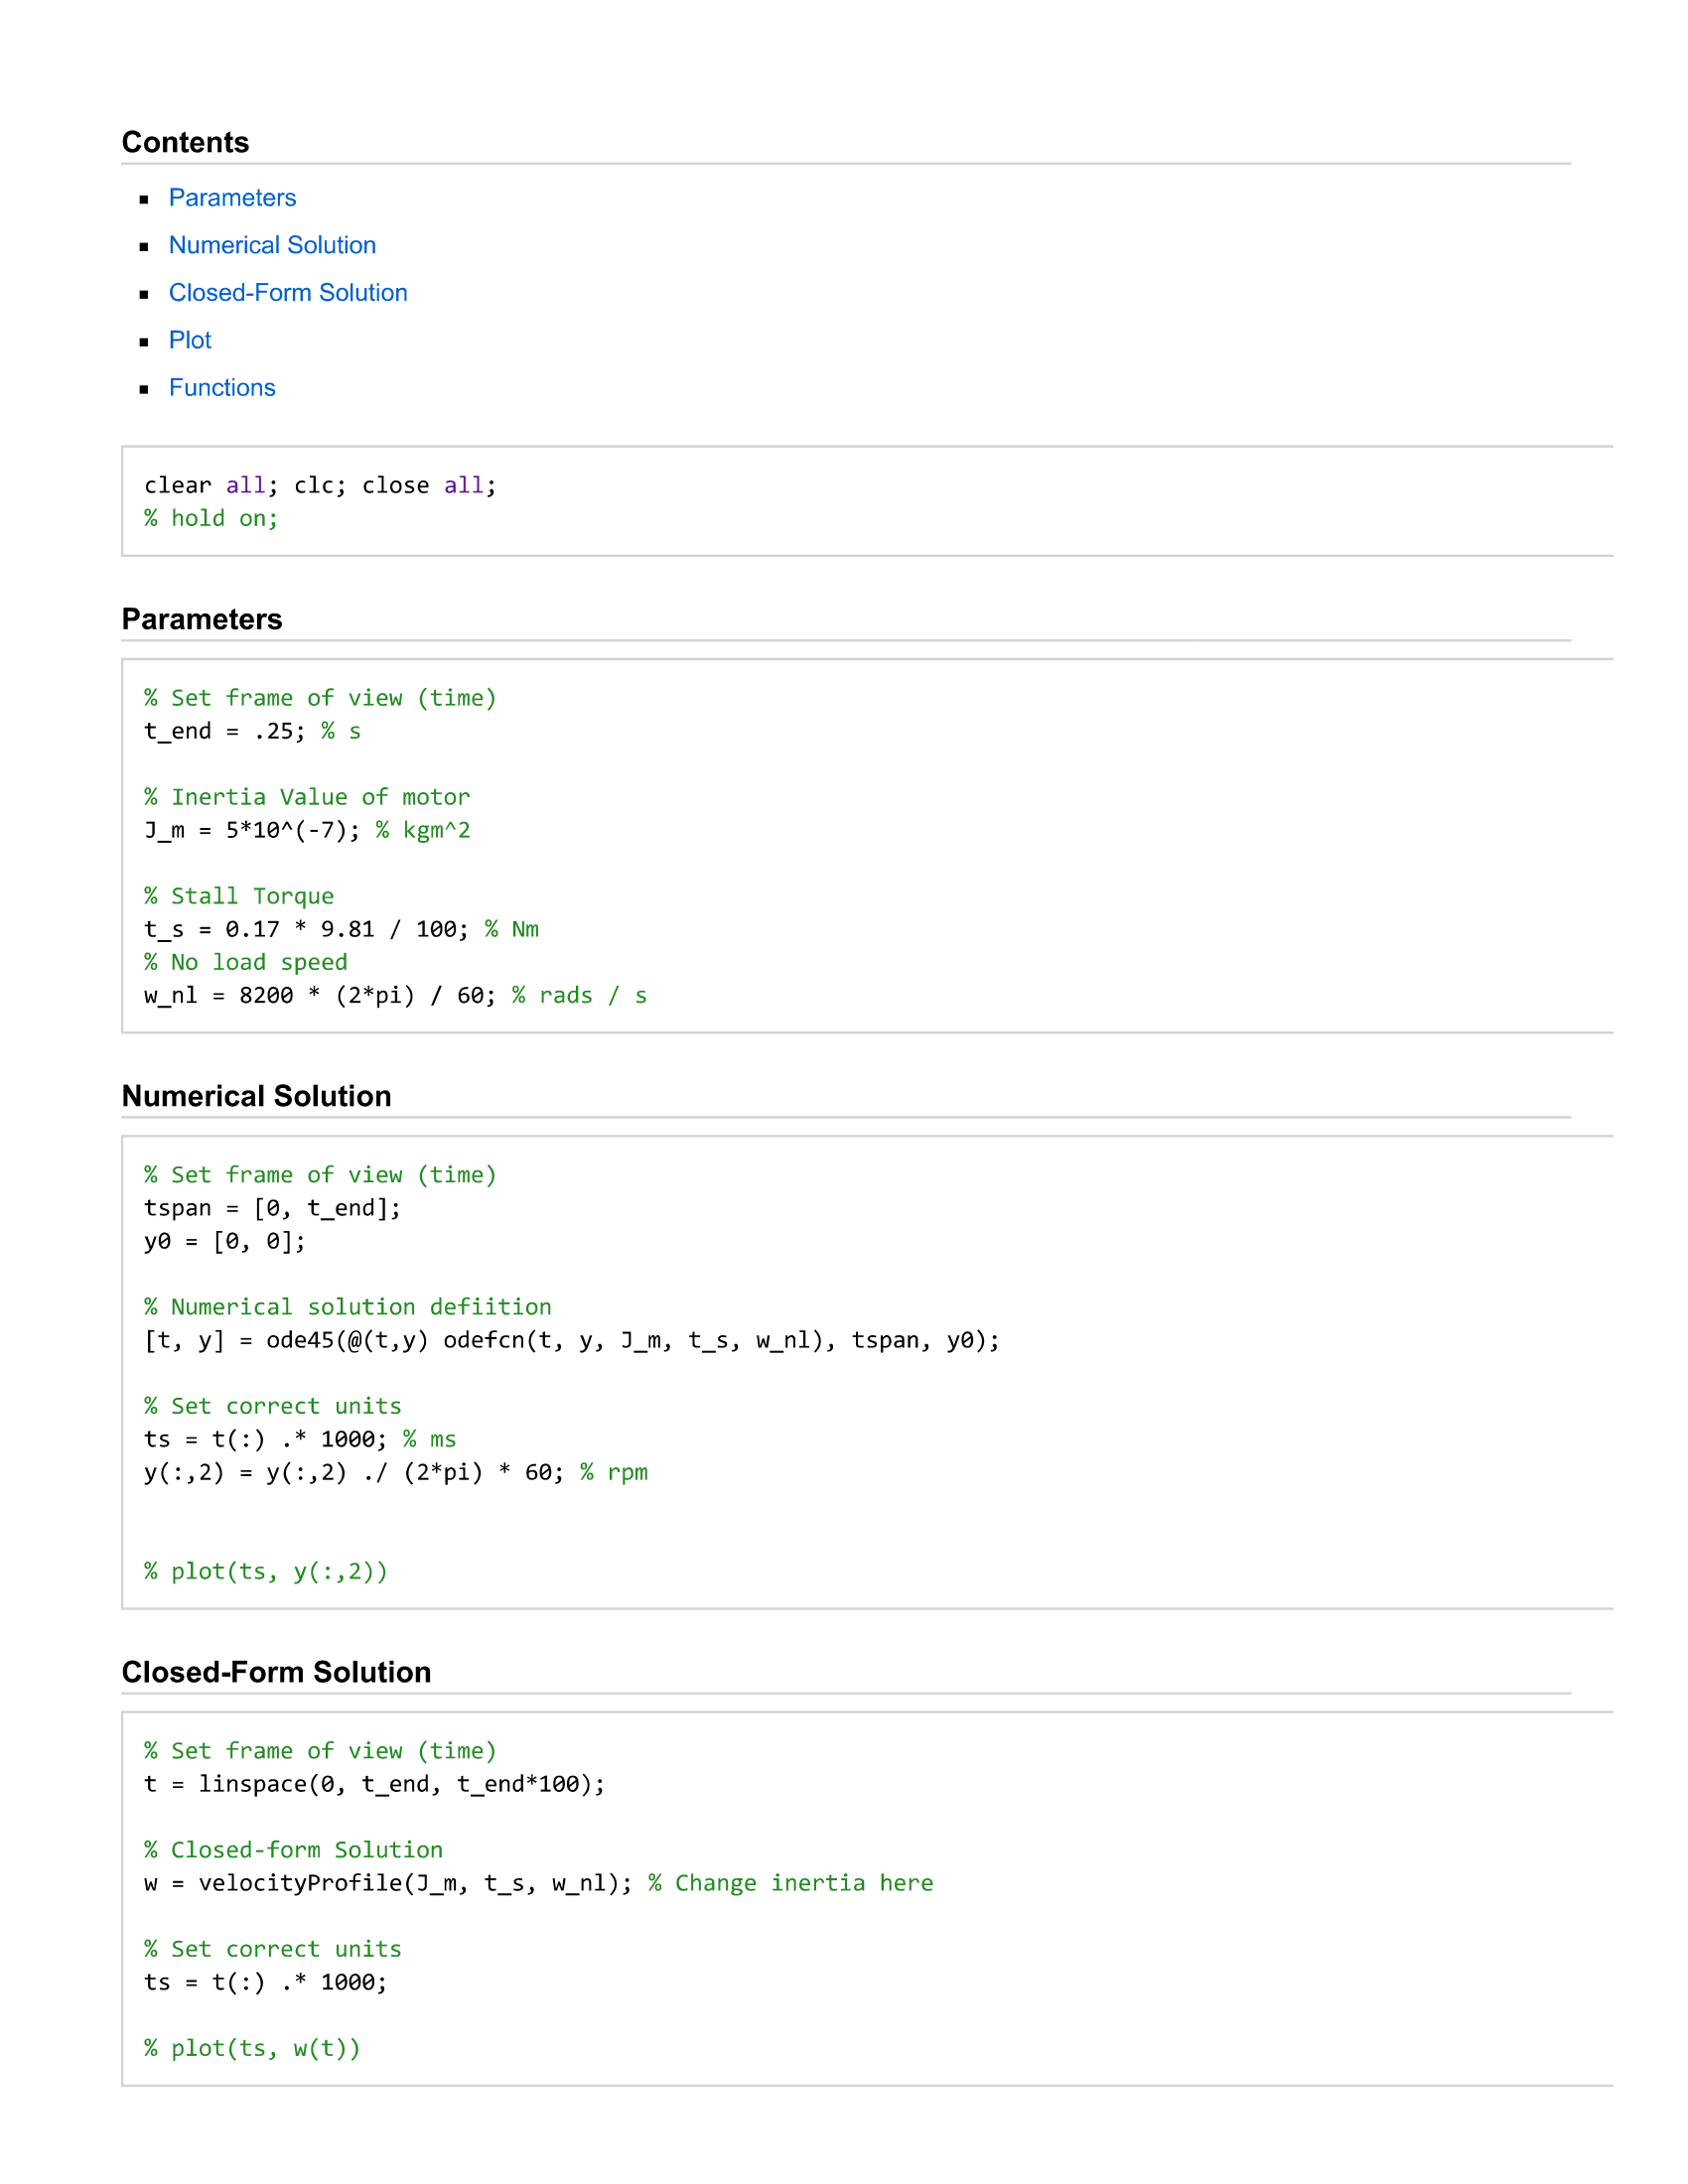 Contents
Parameters
Numerical Solution
Closed-Form Solution
Plot
Functions
clear all; clc; close all;
% hold on;
Parameters
% Set frame of view (time)
t_end = .25; % s
% Inertia Value of motor
J_m = 5*10^(-7); % kgm^2
% Stall Torque
t_s = 0.17 * 9.81 / 100; % Nm
% No load speed
w_nl = 8200 * (2*pi) / 60; % rads / s
Numerical Solution
% Set frame of view (time)
tspan = [0, t_end];
y0 = [0, 0];
% Numerical solution defiition
[t, y] = ode45(@(t,y) odefcn(t, y, J_m, t_s, w_nl), tspan, y0);
% Set correct units
ts = t(:) .* 1000; % ms
y(:,2) = y(:,2) ./ (2*pi) * 60; % rpm
% plot(ts, y(:,2))
Closed-Form Solution
% Set frame of view (time)
t = linspace(0, t_end, t_end*100);
% Closed-form Solution
w = velocityProfile(J_m, t_s, w_nl); % Change inertia here
% Set correct units
ts = t(:) .* 1000;
% plot(ts, w(t))